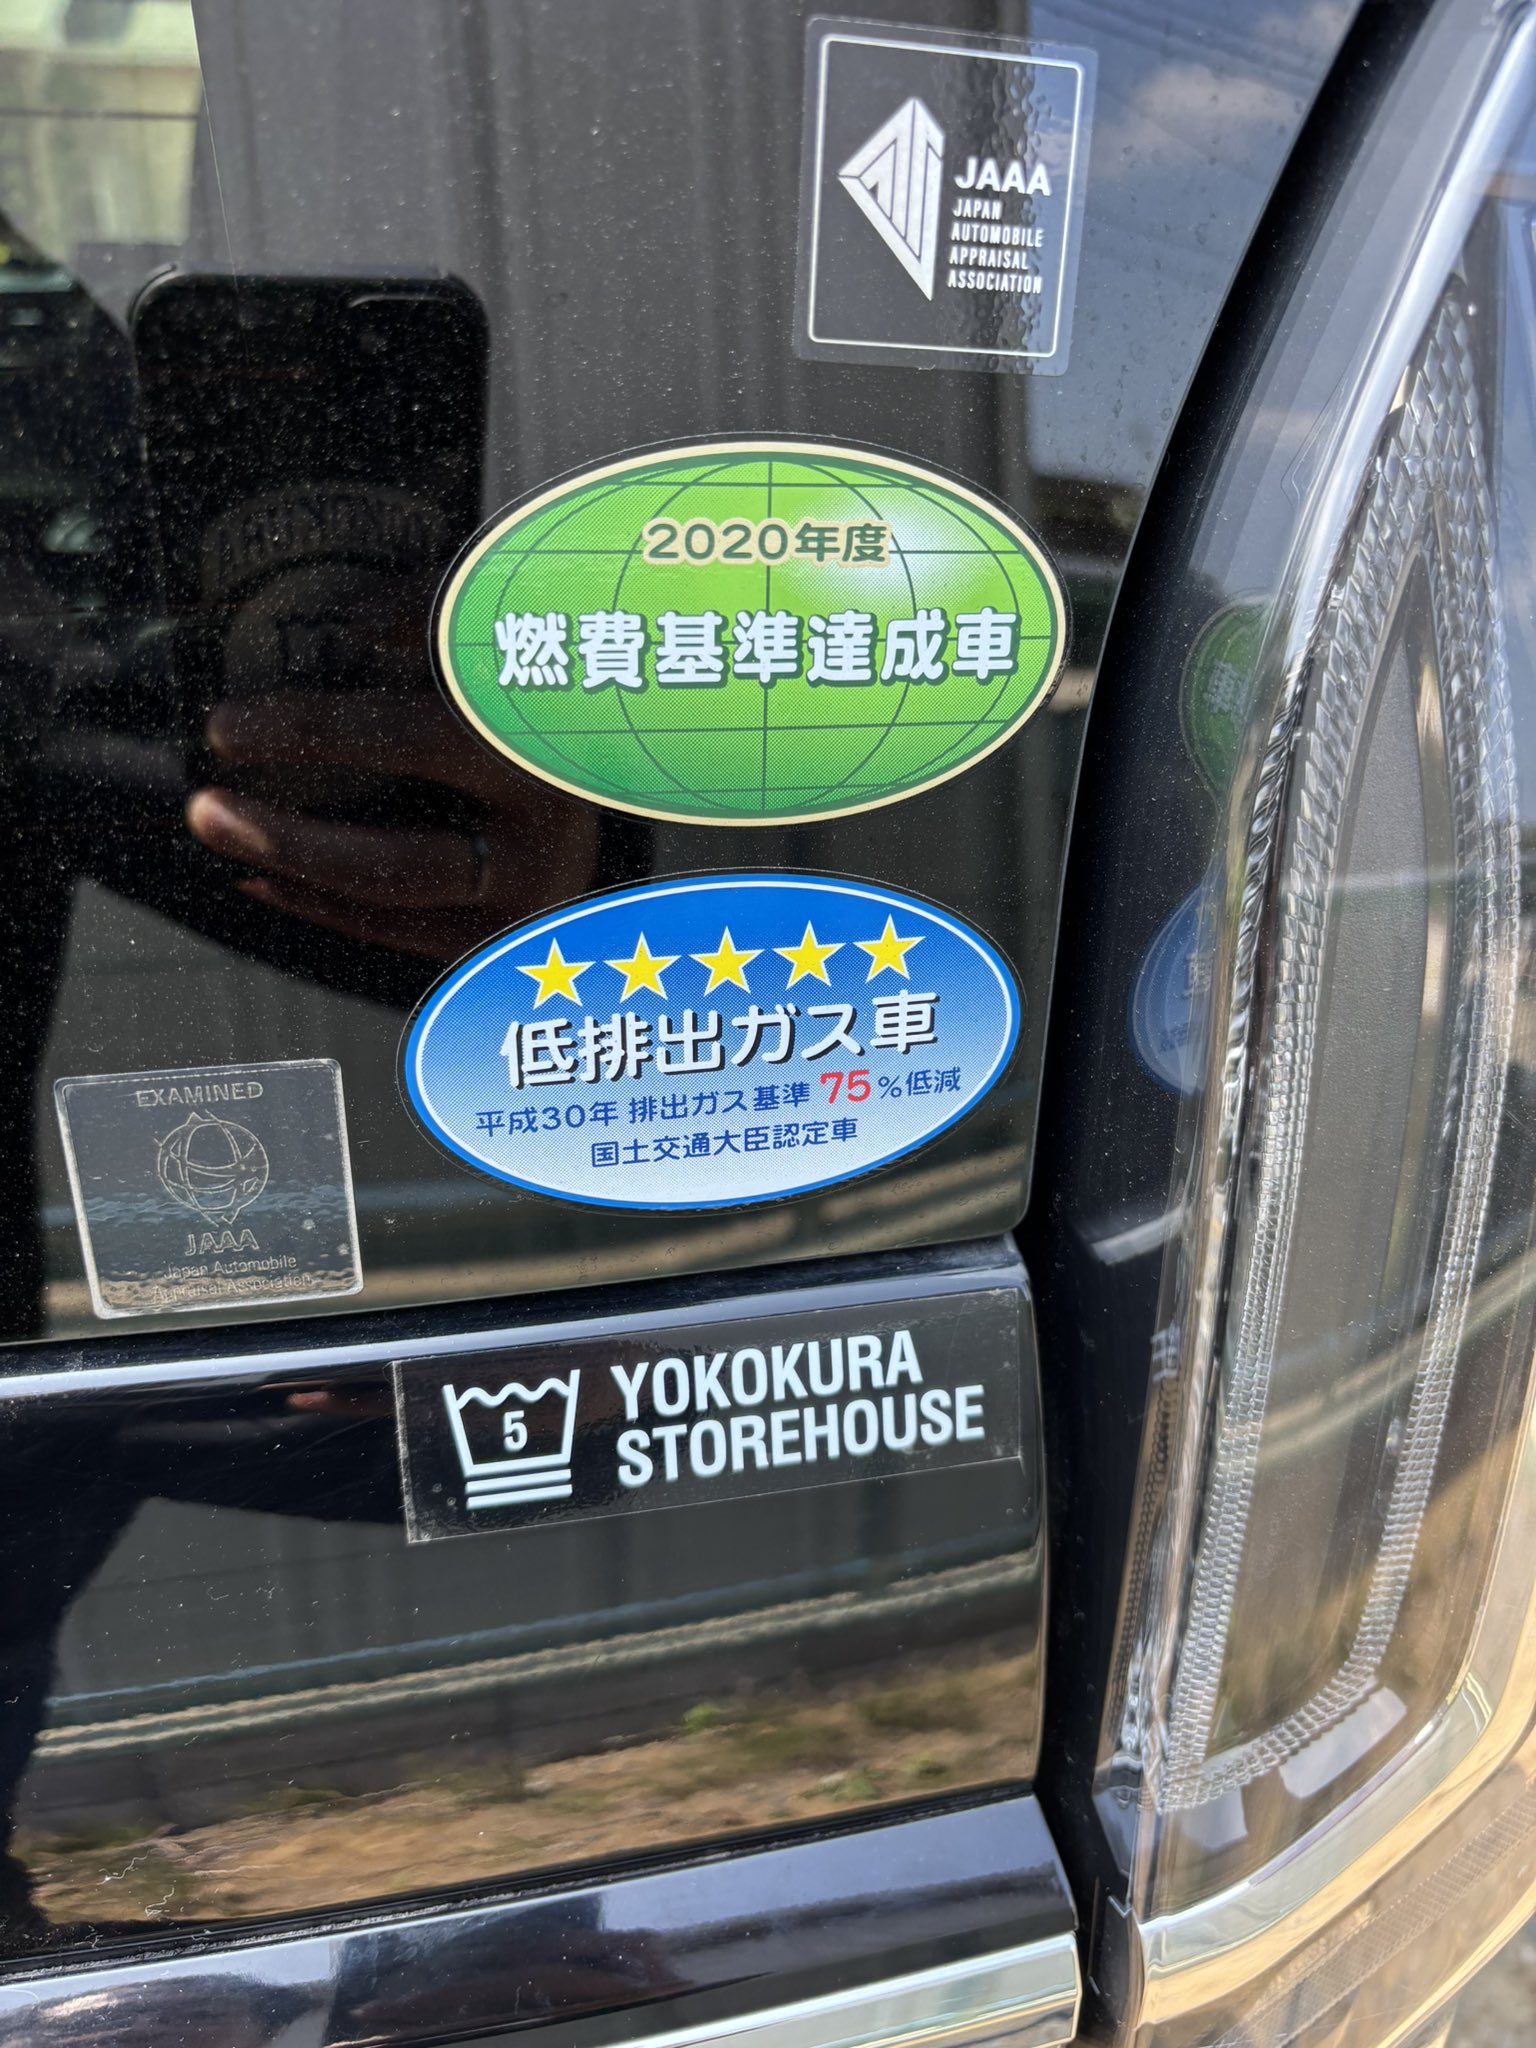 JAAA
JAPAN
AUTOMOBILE
APPRAISAL
ASSOCIATION
2020年度
燃費基準達成車
低排出ガス車
平成30年 排出ガス基準 75%低減
国土交通大臣認定車
EXAMINED
JAAA
Japan Automobile
Appraisal Association
5
YOKOKURA
STOREHOUSE